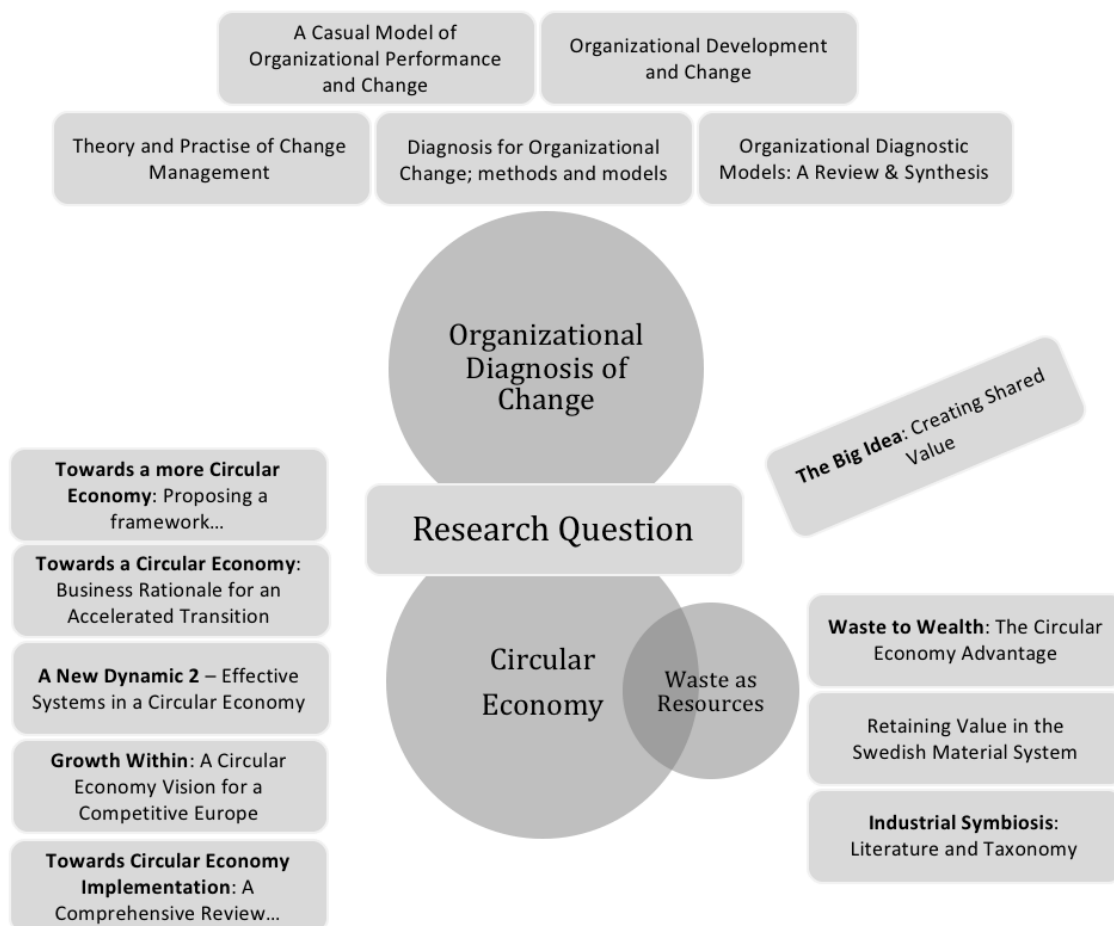 A Casual Model of
Organizational Performance
and Change
Organizational Development
and Change
Theory and Practise of Change
Management
Diagnosis for Organizational
Change; methods and models
Organizational Diagnostic
Models: A Review & Synthesis
Organizational
Diagnosis of
Change
The Big Idea: Creating Shared
Value
Research Question
Towards a more Circular
Economy: Proposing a
framework…
Towards a Circular Economy:
Business Rationale for an
Accelerated Transition
A New Dynamic 2 – Effective
Systems in a Circular Economy
Growth Within: A Circular
Economy Vision for a
Competitive Europe
Towards Circular Economy
Implementation: A
Comprehensive Review…
Circular
Economy
Waste as
Resources
Waste to Wealth: The Circular
Economy Advantage
Retaining Value in the
Swedish Material System
Industrial Symbiosis:
Literature and Taxonomy